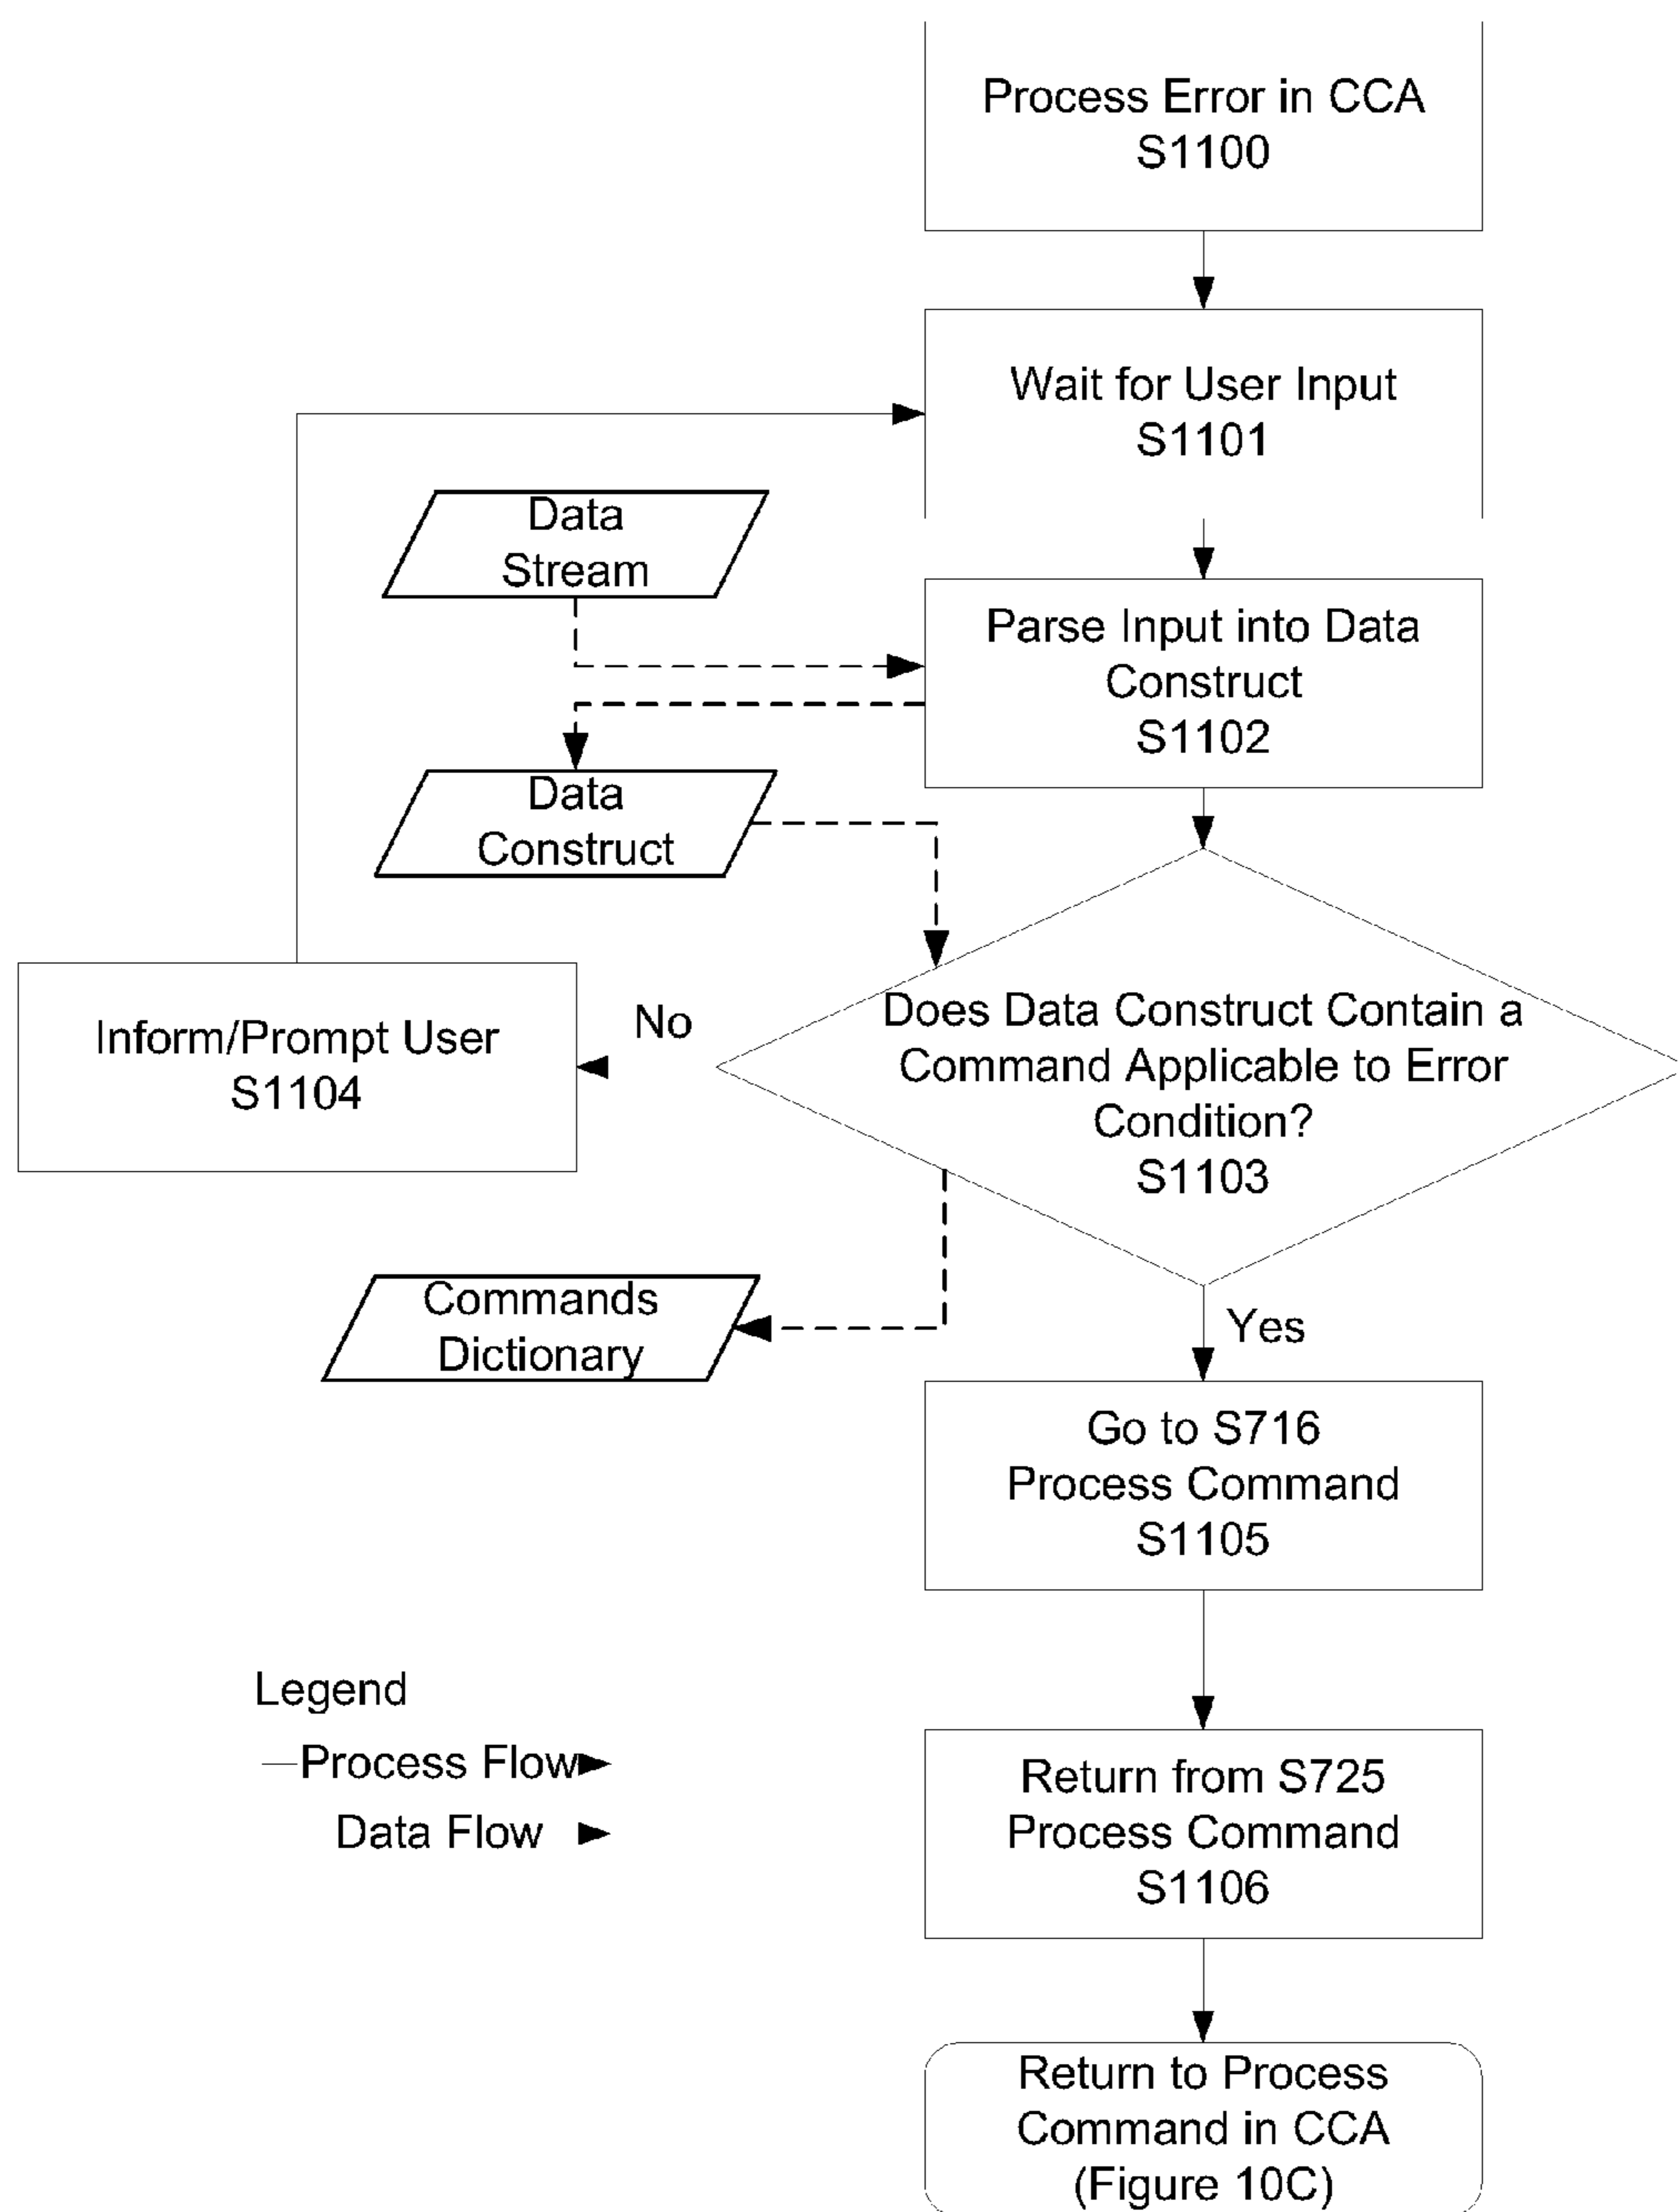 Process Error in CCA
S1100
Wait for User Input
S1101
Data
Stream
Parse Input into Data
Construct
S1102
Data
Construct
Does Data Construct Contain a
Command Applicable to Error
Condition?
S1103
No
Inform/Prompt User
S1104
Commands
Dictionary
Yes
Go to S716
Process Command
S1105
Legend
Process Flow
Data Flow
Return from S725
Process Command
S1106
Return to Process
Command in CCA
(Figure 10C)